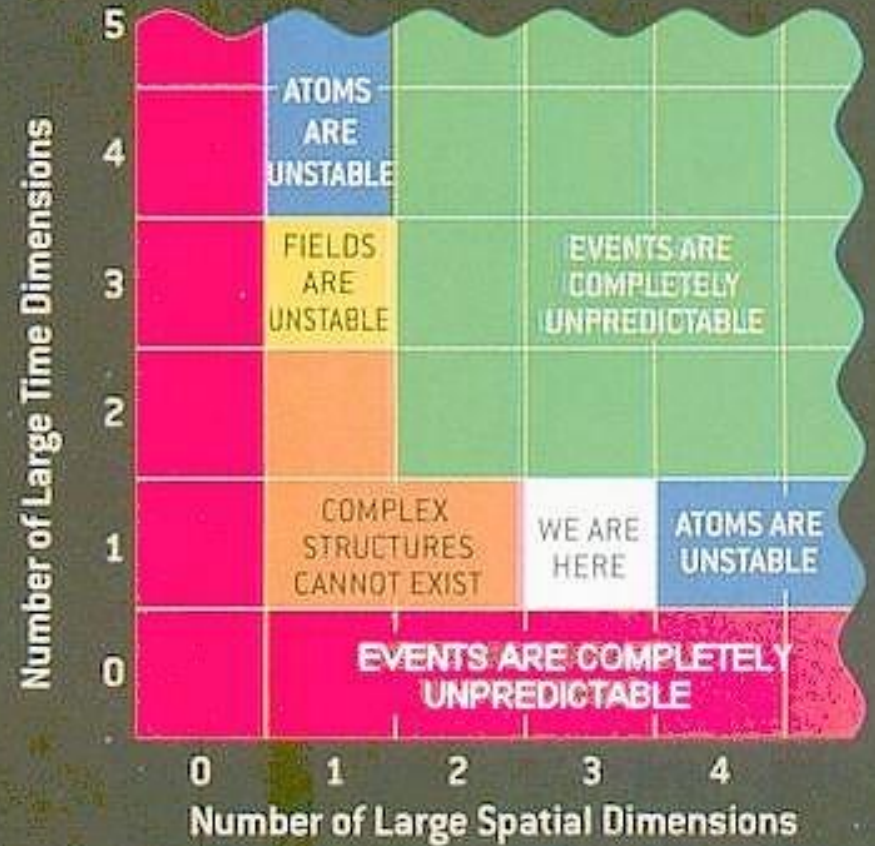 5
ATOMS
ARE
UNSTABLE
4
FIELDS
ARE
UNSTABLE
EVENTS ARE
COMPLETELY
UNPREDICTABLE
3
2
COMPLEX
STRUCTURES
CANNOT EXIST
WE ARE
HERE
ATOMS ARE
UNSTABLE
1
EVENTS ARE COMPLETELY
UNPREDICTABLE
0
Number of Large Time Dimensions
0 1 2 3 4
Number of Large Spatial Dimensions